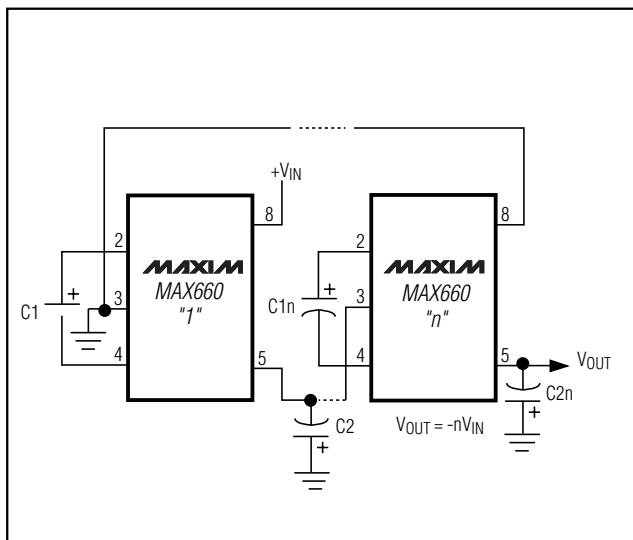 +VIN
8
8
2
MAXIM
MAX660
"1"
3
4
5
C1
+
2
MAXIM
MAX660
"n"
3
4
5
C1n
+
VOUT
C2
+
VOUT = -nVIN
C2n
+